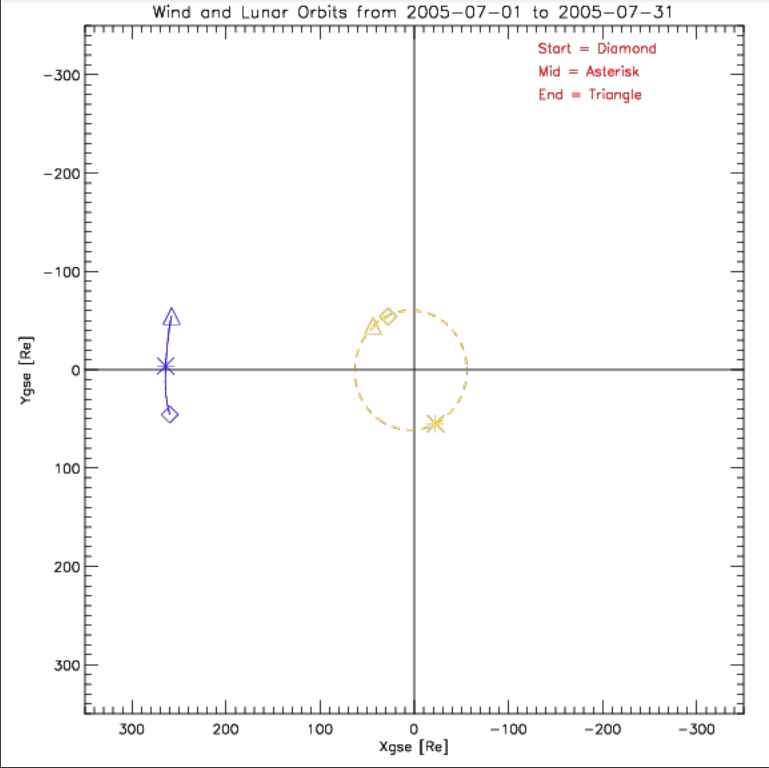 Wind and Lunar Orbits from 2005-07-01 to 2005-07-31
Start = Diamond
Mid = Asterisk
End = Triangle
-300
-200
-100
0
100
200
300
Ygse [Re]
300 200 100 0 -100 -200 -300
Xgse [Re]